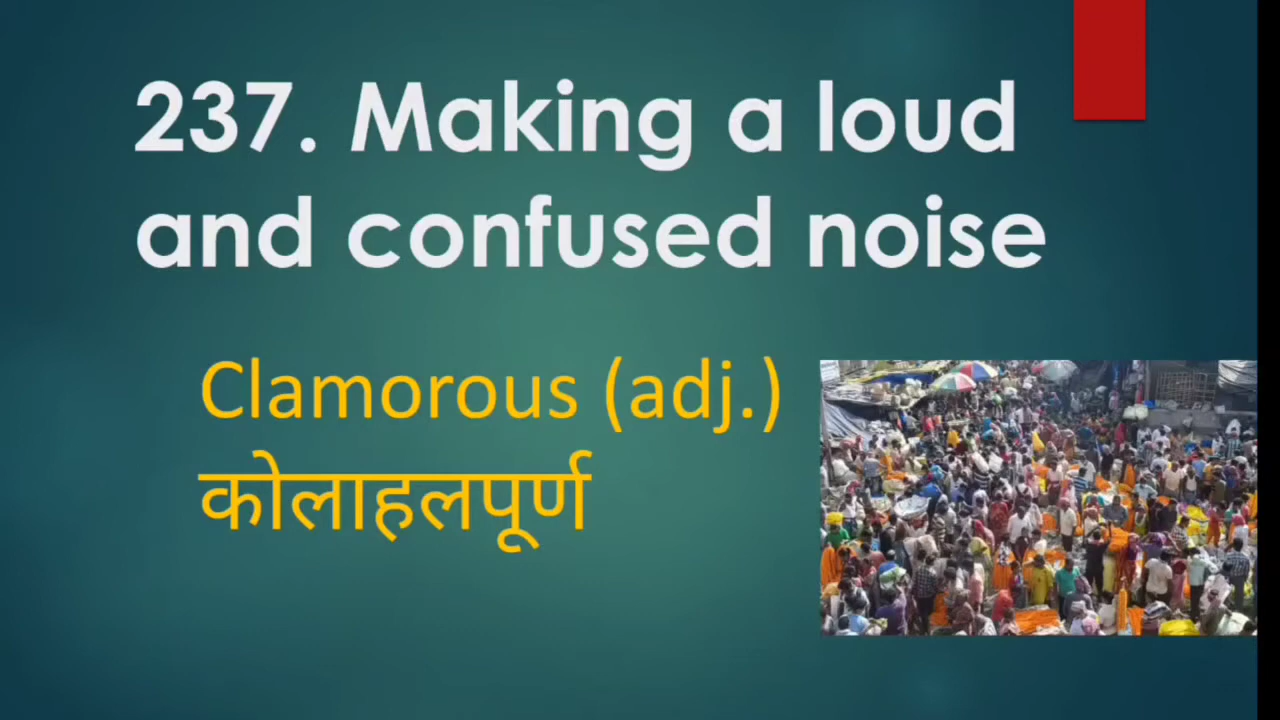 237. Making a loud
and confused noise
Clamorous (adj.)
कोलाहलपूर्ण